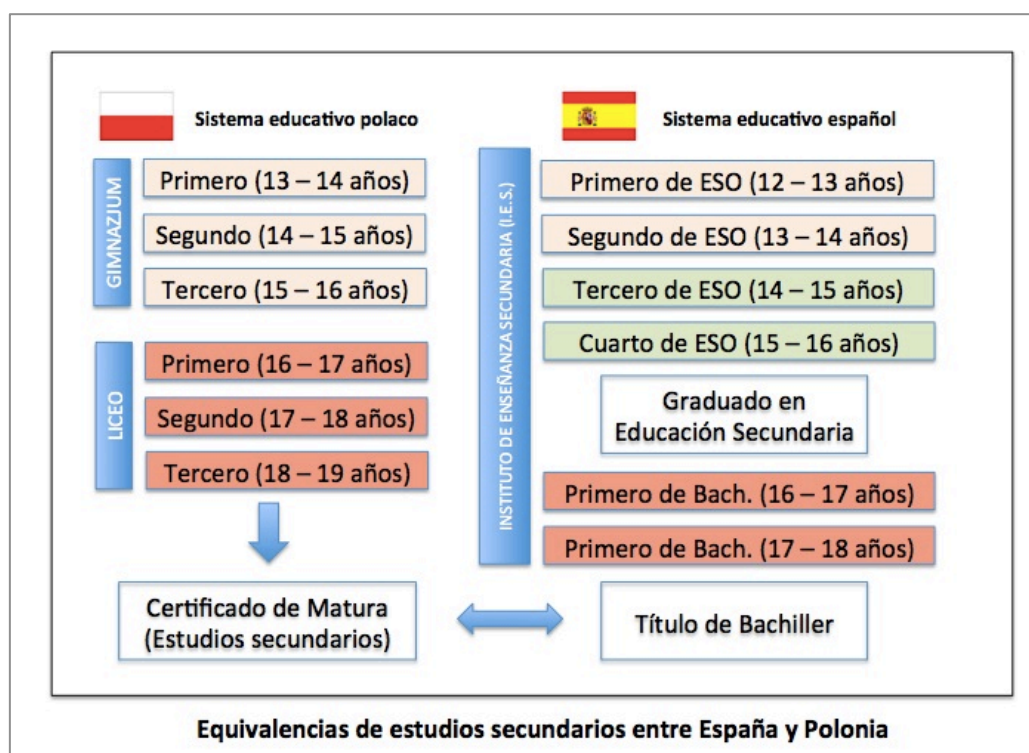 Sistema educativo polaco
GIMNAZJUM
Primero (13 – 14 años)
Segundo (14 – 15 años)
Tercero (15 – 16 años)
LICEO
Primero (16 – 17 años)
Segundo (17 – 18 años)
Tercero (18 – 19 años)
Certificado de Matura
(Estudios secundarios)
Sistema educativo español
INSTITUTO DE ENSEÑANZA SECUNDARIA (I.E.S.)
Primero de ESO (12 – 13 años)
Segundo de ESO (13 – 14 años)
Tercero de ESO (14 – 15 años)
Cuarto de ESO (15 – 16 años)
Graduado en
Educación Secundaria
Primero de Bach. (16 – 17 años)
Primero de Bach. (17 – 18 años)
Título de Bachiller
Equivalencias de estudios secundarios entre España y Polonia